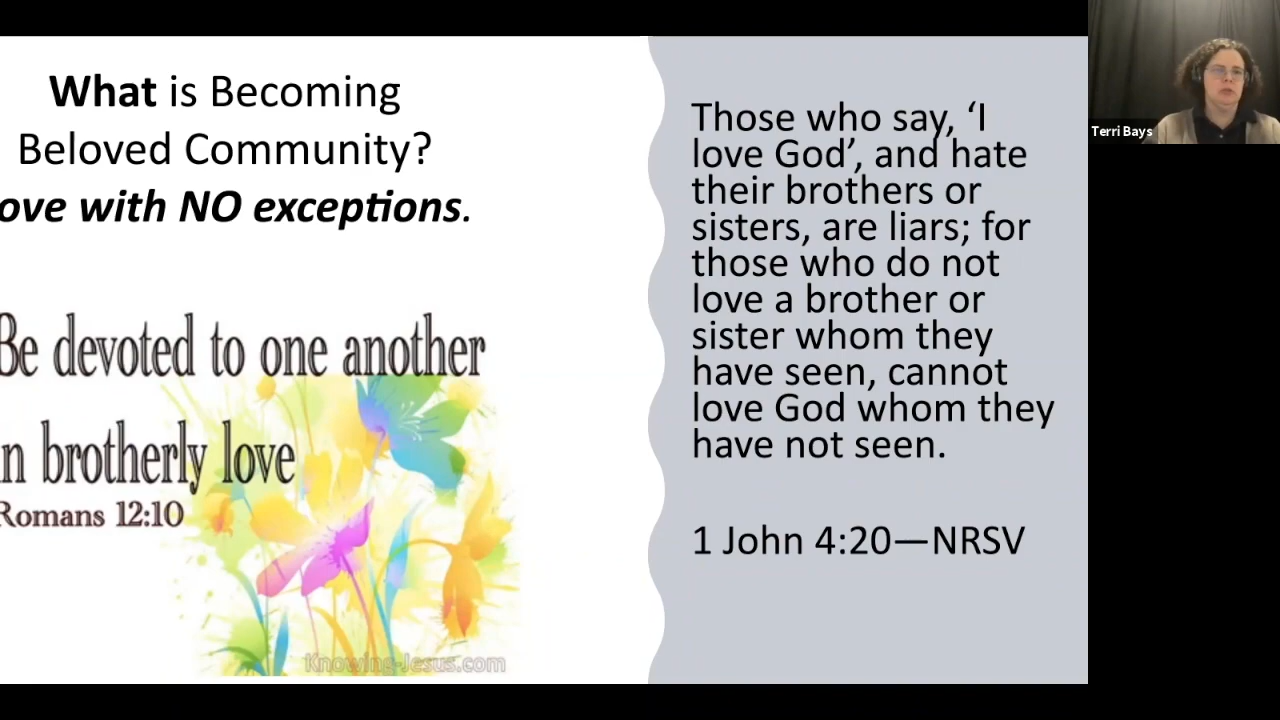 What is Becoming
Beloved Community?
ove with NO exceptions.
Be devoted to one another
n brotherly love
Romans 12:10
Knowing-Jesus.com
Those who say, ‘I
love God’, and hate
their brothers or
sisters, are liars; for
those who do not
love a brother or
sister whom they
have seen, cannot
love God whom they
have not seen.
1 John 4:20—NRSV
Terri Bays